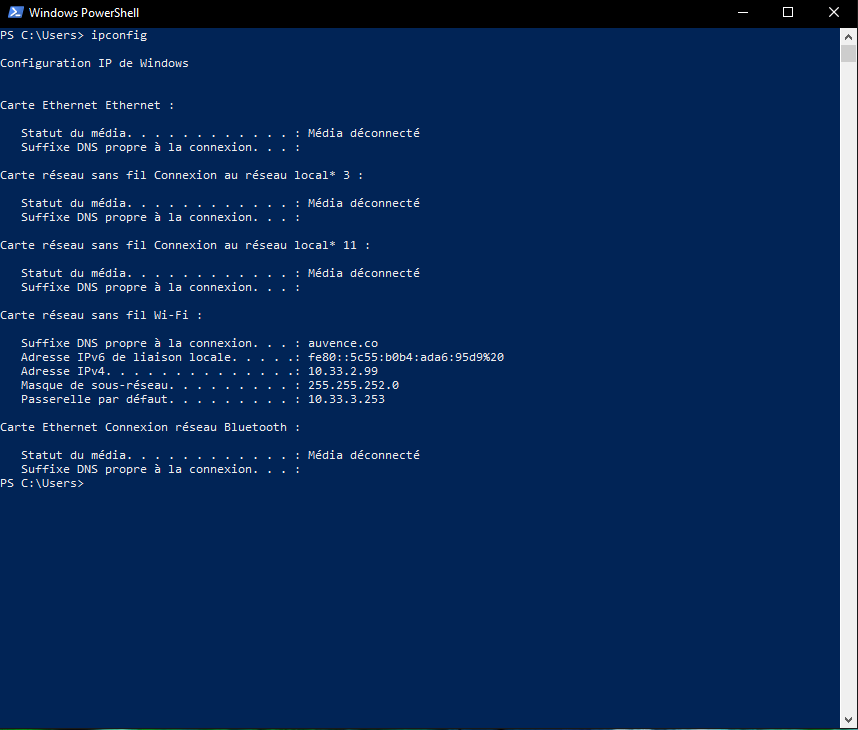 Windows PowerShell
PS C:\Users> ipconfig
Configuration IP de Windows
Carte Ethernet Ethernet :
   Statut du média. . . . . . . . . . . . : Média déconnecté
   Suffixe DNS propre à la connexion. . . :
Carte réseau sans fil Connexion au réseau local* 3 :
   Statut du média. . . . . . . . . . . . : Média déconnecté
   Suffixe DNS propre à la connexion. . . :
Carte réseau sans fil Connexion au réseau local* 11 :
   Statut du média. . . . . . . . . . . . : Média déconnecté
   Suffixe DNS propre à la connexion. . . :
Carte réseau sans fil Wi-Fi :
   Suffixe DNS propre à la connexion. . . : auvence.co
   Adresse IPv6 de liaison locale. . . . .: fe80::5c55:b0b4:ada6:95d9%20
   Adresse IPv4. . . . . . . . . . . . . .: 10.33.2.99
   Masque de sous-réseau. . . . . . . . . : 255.255.252.0
   Passerelle par défaut. . . . . . . . . : 10.33.3.253
Carte Ethernet Connexion réseau Bluetooth :
   Statut du média. . . . . . . . . . . . : Média déconnecté
   Suffixe DNS propre à la connexion. . . :
PS C:\Users>